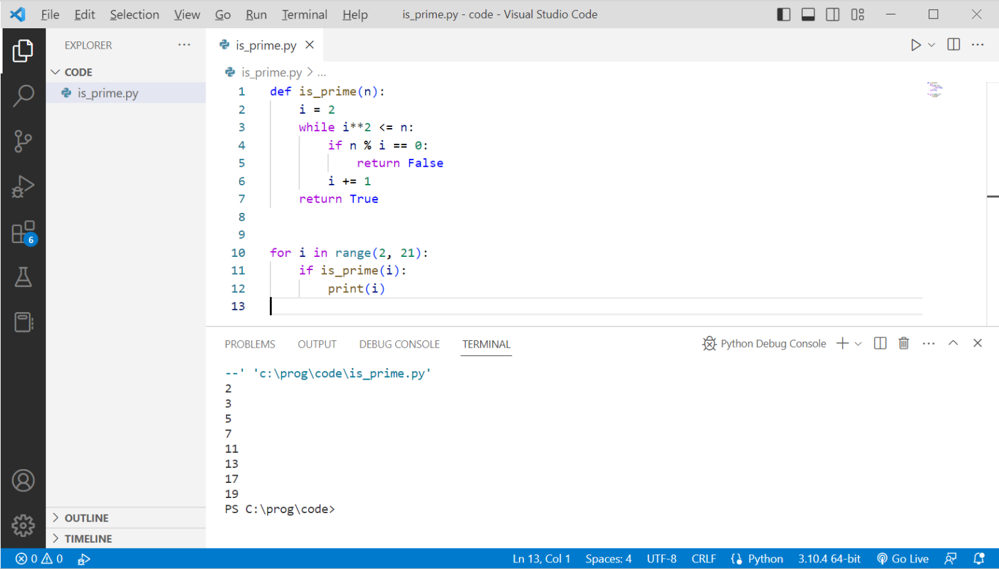 File Edit Selection View Go Run Terminal Help is_prime.py - code - Visual Studio Code
EXPLORER
CODE
is_prime.py
OUTLINE
TIMELINE
6
is_prime.py
is_prime.py > ...
1 def is_prime(n):
2     i = 2
3     while i**2 <= n:
4         if n % i == 0:
5             return False
6         i += 1
7     return True
8
9
10 for i in range(2, 21):
11     if is_prime(i):
12         print(i)
13
PROBLEMS OUTPUT DEBUG CONSOLE TERMINAL Python Debug Console
--' 'c:\prog\code\is_prime.py'
2
3
5
7
11
13
17
19
PS C:\prog\code>
0 0 Ln 13, Col 1 Spaces: 4 UTF-8 CRLF Python 3.10.4 64-bit Go Live